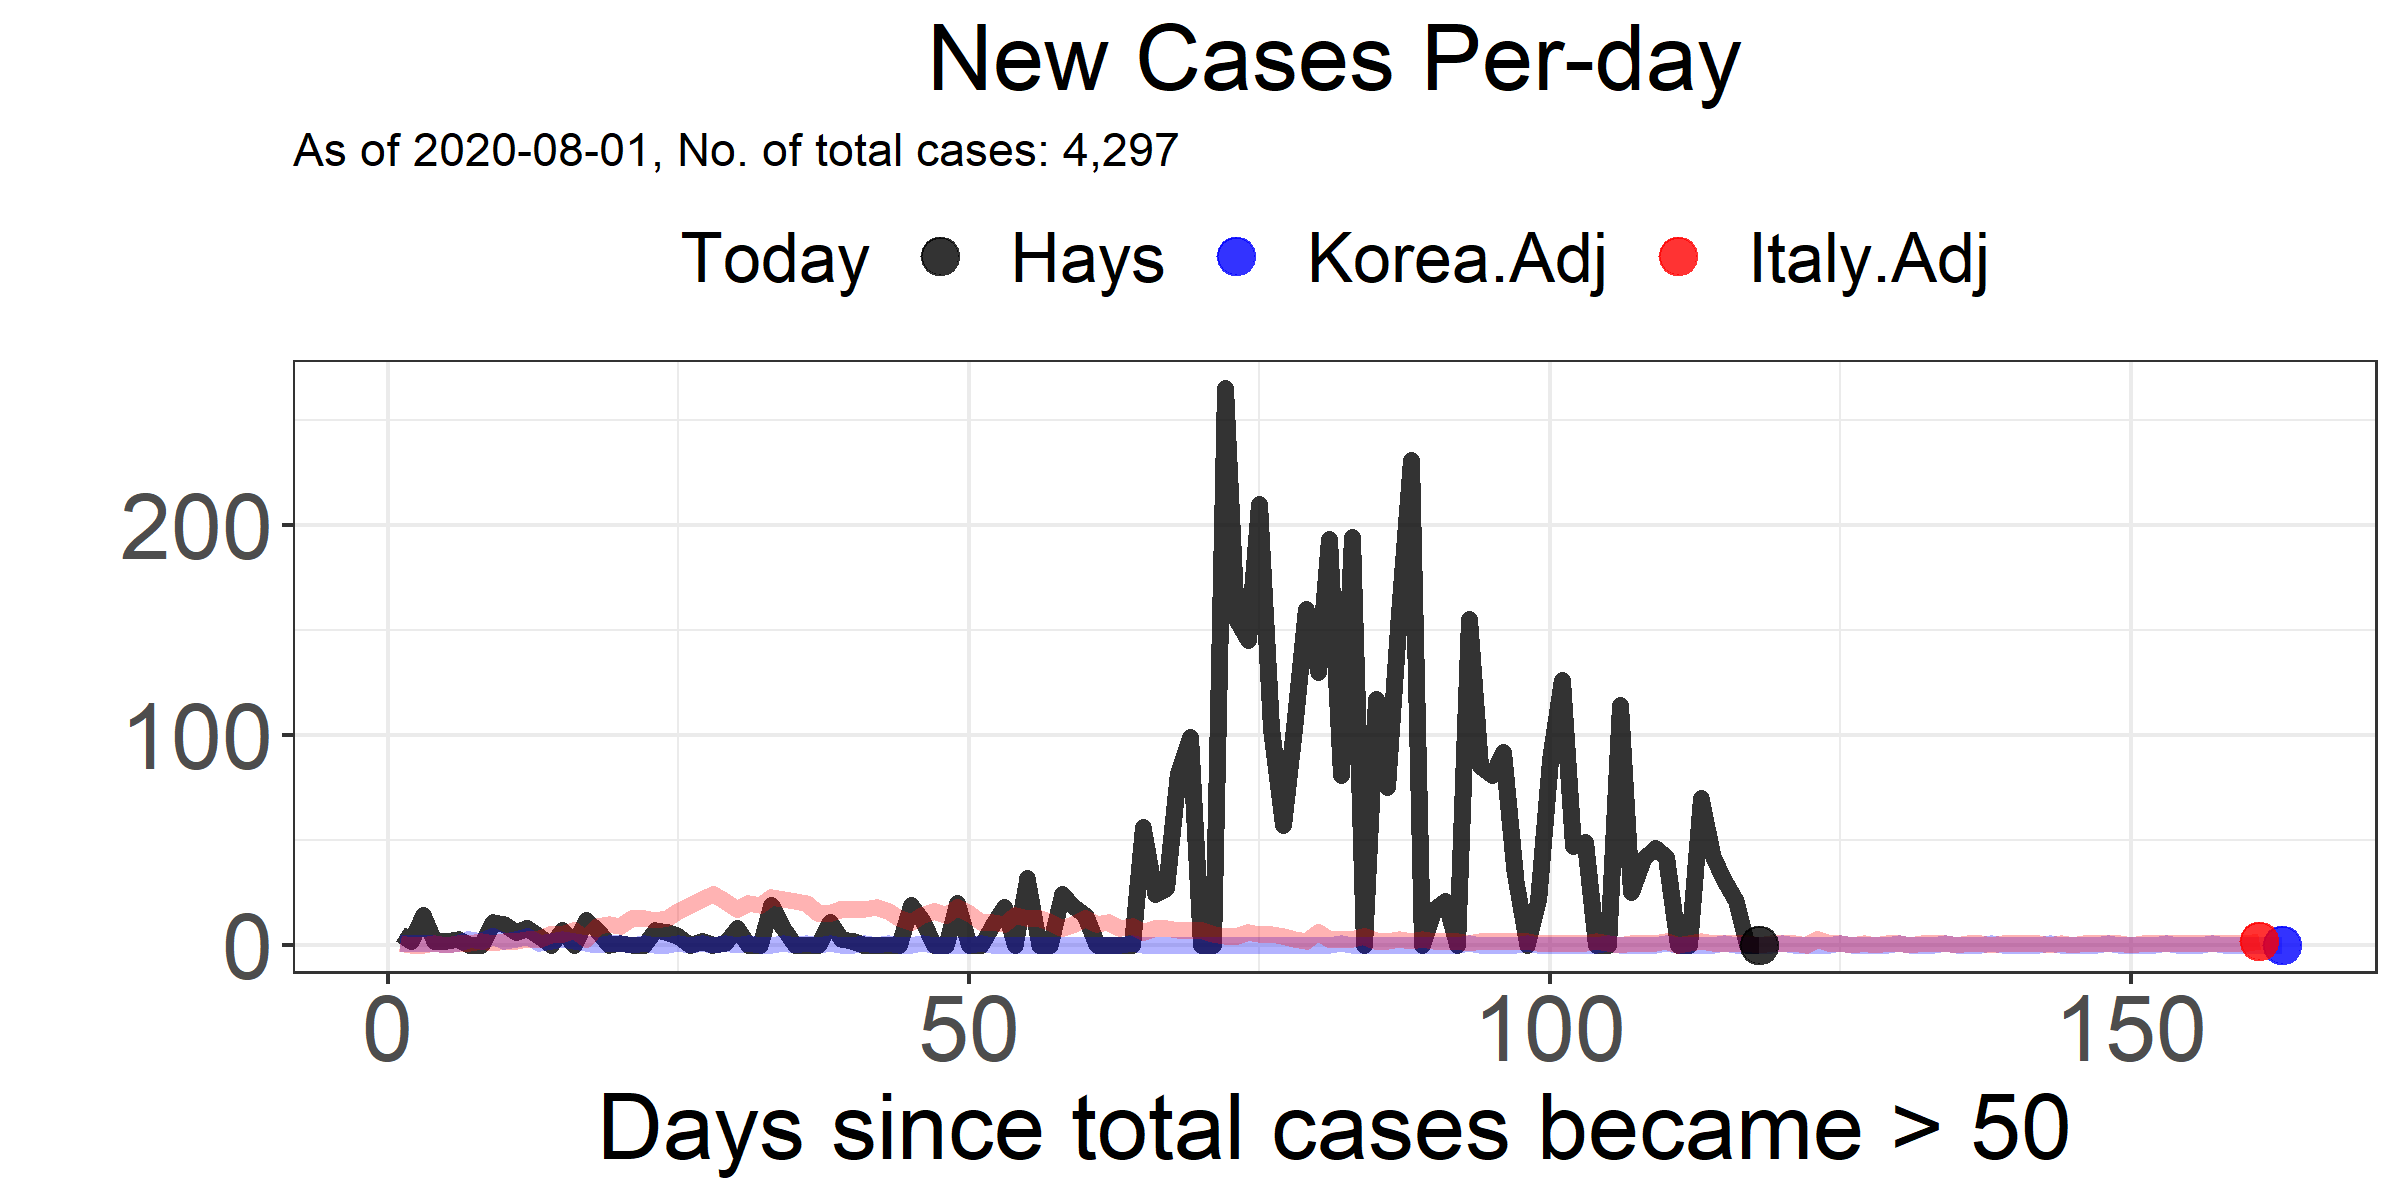 New Cases Per-day
As of 2020-08-01, No. of total cases: 4,297
Today Hays Korea.Adj Italy.Adj
200
100
0
0 50 100 150
Days since total cases became > 50